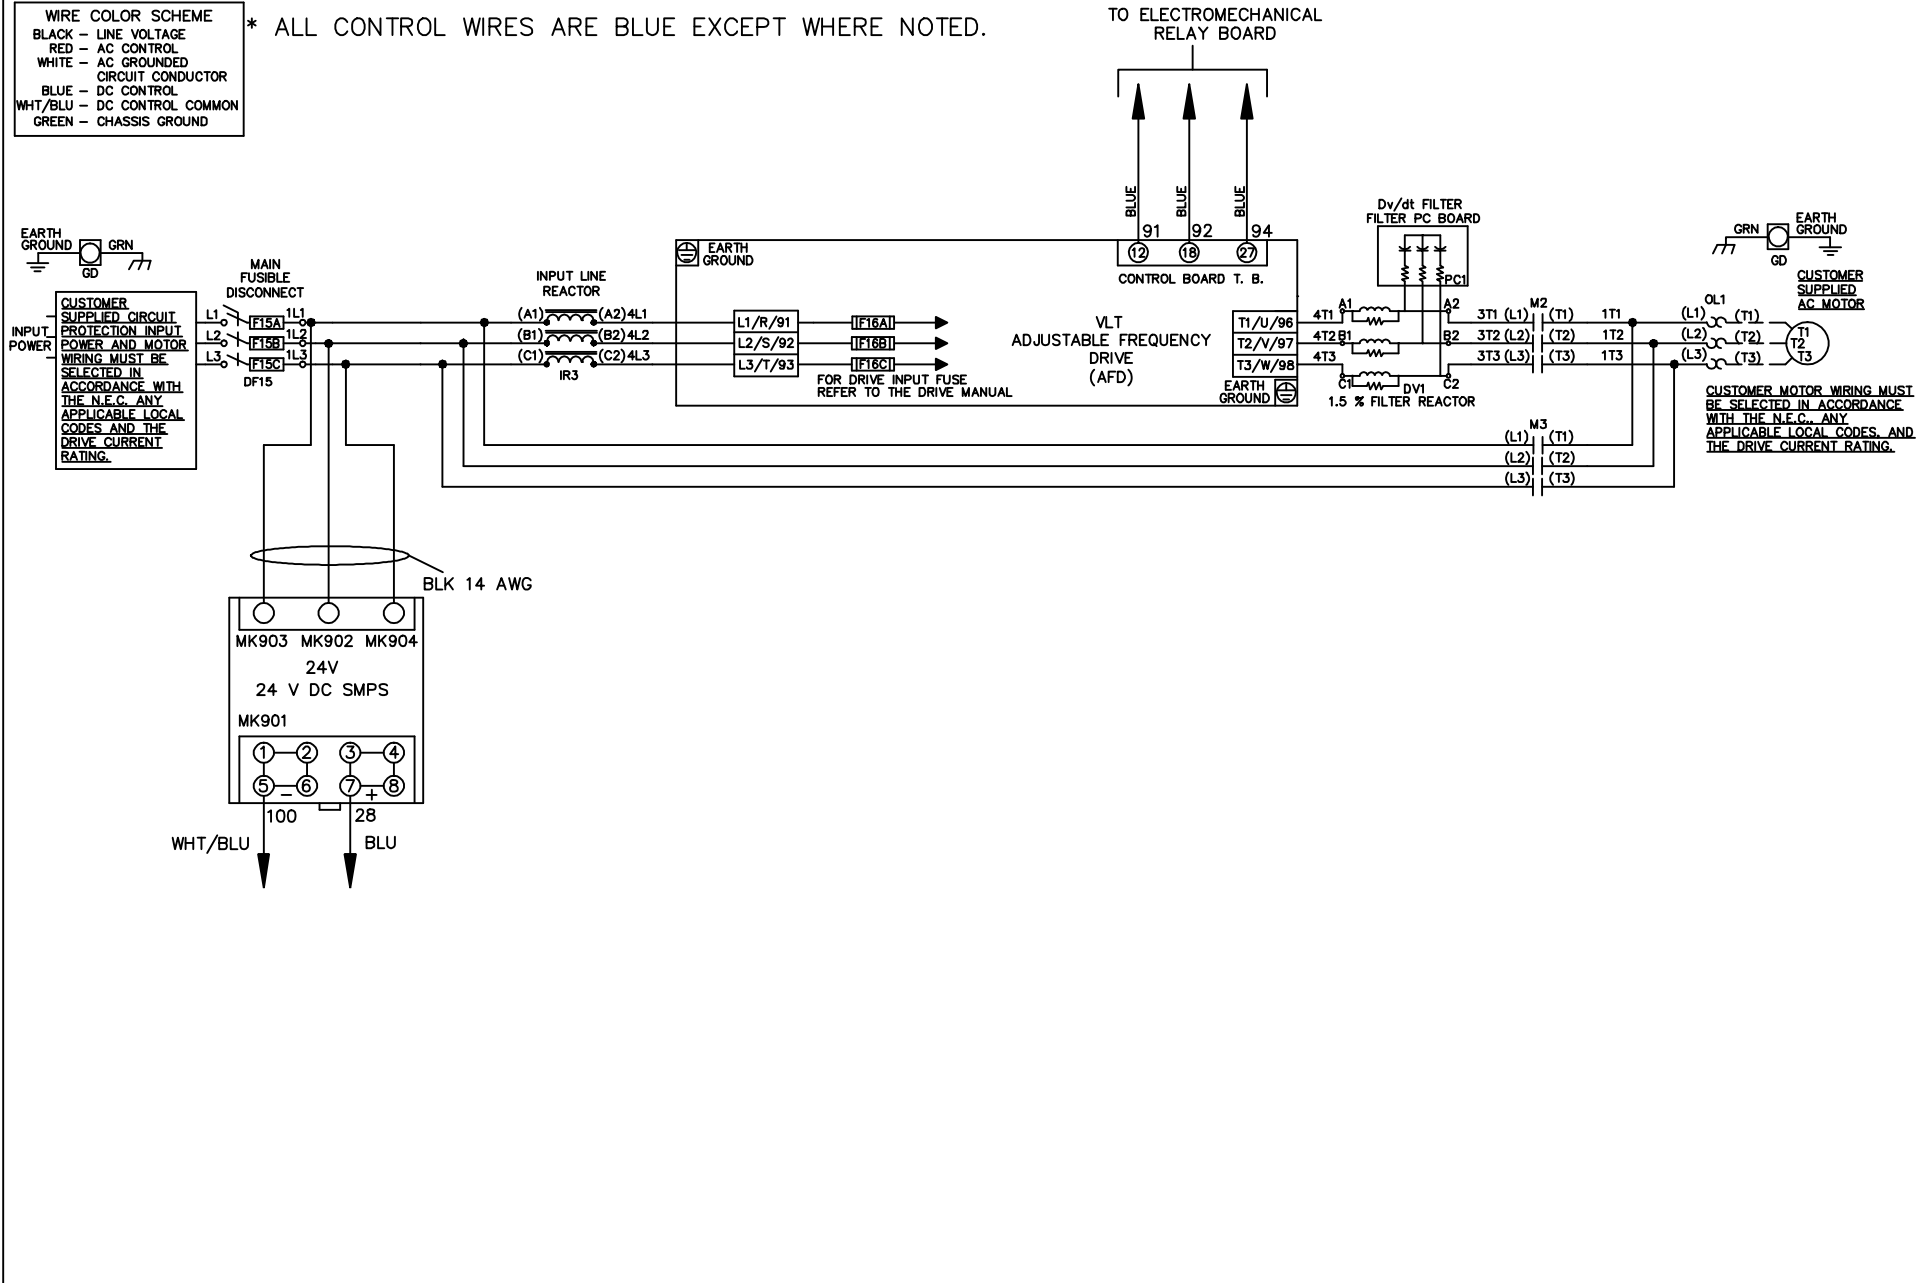 WIRE COLOR SCHEME
BLACK – LINE VOLTAGE
RED – AC CONTROL
WHITE – AC GROUNDED
CIRCUIT CONDUCTOR
BLUE – DC CONTROL
WHT/BLU – DC CONTROL COMMON
GREEN – CHASSIS GROUND
* ALL CONTROL WIRES ARE BLUE EXCEPT WHERE NOTED.
TO ELECTROMECHANICAL
RELAY BOARD
BLUE BLUE BLUE
91 92 94
12 18 27
CONTROL BOARD T. B.
EARTH
GROUND
GRN
GD
INPUT
POWER
CUSTOMER
SUPPLIED CIRCUIT
PROTECTION INPUT
POWER AND MOTOR
WIRING MUST BE
SELECTED IN
ACCORDANCE WITH
THE N.E.C. ANY
APPLICABLE LOCAL
CODES AND THE
DRIVE CURRENT
RATING.
MAIN
FUSIBLE
DISCONNECT
L1 F15A 1L1
L2 F15B 1L2
L3 F15C 1L3
DF15
INPUT LINE
REACTOR
(A1) (A2) 4L1
(B1) (B2) 4L2
(C1) (C2) 4L3
IR3
EARTH
GROUND
L1/R/91 F16A
L2/S/92 F16B
L3/T/93 F16C
FOR DRIVE INPUT FUSE
REFER TO THE DRIVE MANUAL
VLT
ADJUSTABLE FREQUENCY
DRIVE
(AFD)
T1/U/96
T2/V/97
T3/W/98
EARTH
GROUND
Dv/dt FILTER
FILTER PC BOARD
PC1
4T1 A1 A2
4T2 B1 B2
4T3 C1 C2
DV1
1.5 % FILTER REACTOR
M2
3T1 (L1) (T1) 1T1
3T2 (L2) (T2) 1T2
3T3 (L3) (T3) 1T3
OL1
(L1) (T1)
(L2) (T2)
(L3) (T3)
T1
T2
T3
GRN
GD
EARTH
GROUND
CUSTOMER
SUPPLIED
AC MOTOR
CUSTOMER MOTOR WIRING MUST
BE SELECTED IN ACCORDANCE
WITH THE N.E.C., ANY
APPLICABLE LOCAL CODES, AND
THE DRIVE CURRENT RATING.
M3
(L1) (T1)
(L2) (T2)
(L3) (T3)
BLK 14 AWG
MK903 MK902 MK904
24V
24 V DC SMPS
MK901
1 2 3 4
5 – 6 7 + 8
100 28
WHT/BLU BLU